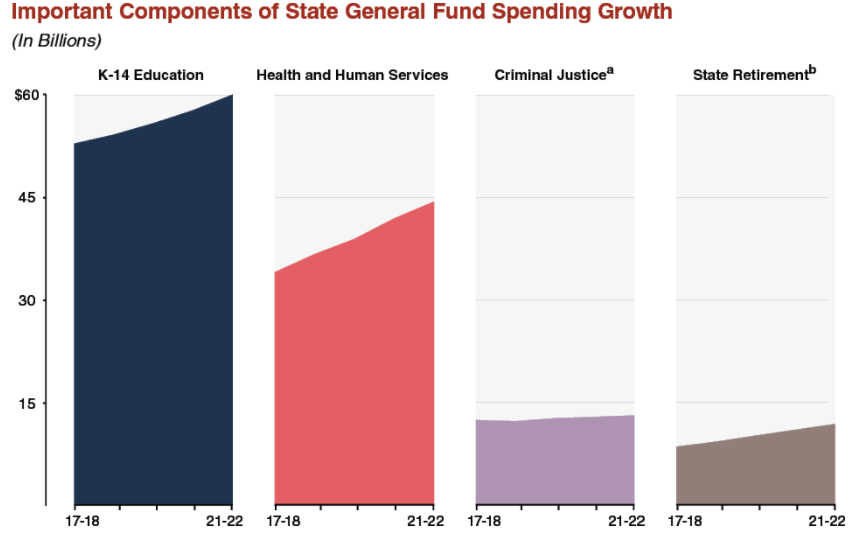 Important Components of State General Fund Spending Growth
(In Billions)
K-14 Education Health and Human Services Criminal Justiceᵃ State Retirementᵇ
$60
45
30
15
17-18 21-22 17-18 21-22 17-18 21-22 17-18 21-22